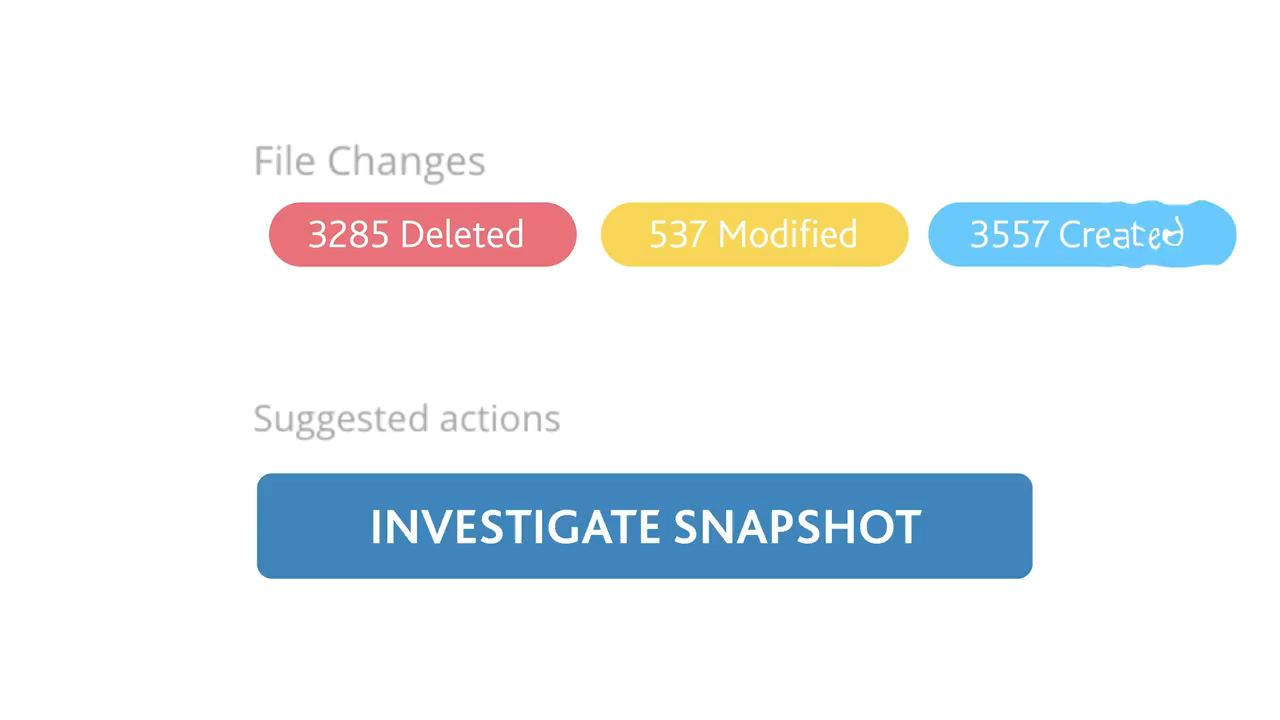 File Changes
3285 Deleted 537 Modified 3557 Created
Suggested actions
INVESTIGATE SNAPSHOT